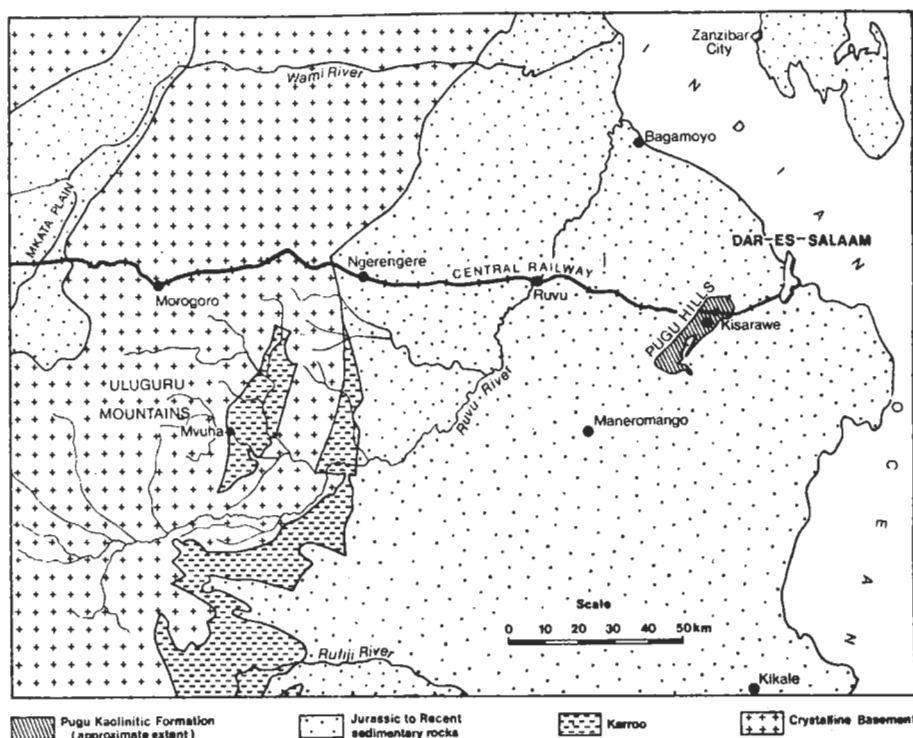 Zanzibar
City
Wami River
Bagamoyo
INDIAN
MKATA PLAIN
DAR-ES-SALAAM
Ngerengere
CENTRAL RAILWAY
Morogoro
Ruvu
PUGU HILLS
Kisarawe
ULUGURU
MOUNTAINS
Ruvu River
Mvuha
Maneromango
OCEAN
Scale
0 10 20 30 40 50km
Rufiji River
Kikale
Pugu Kaolinitic Formation
(approximate extent)
Jurassic to Recent
sedimentary rocks
Karroo
Crystalline Basement